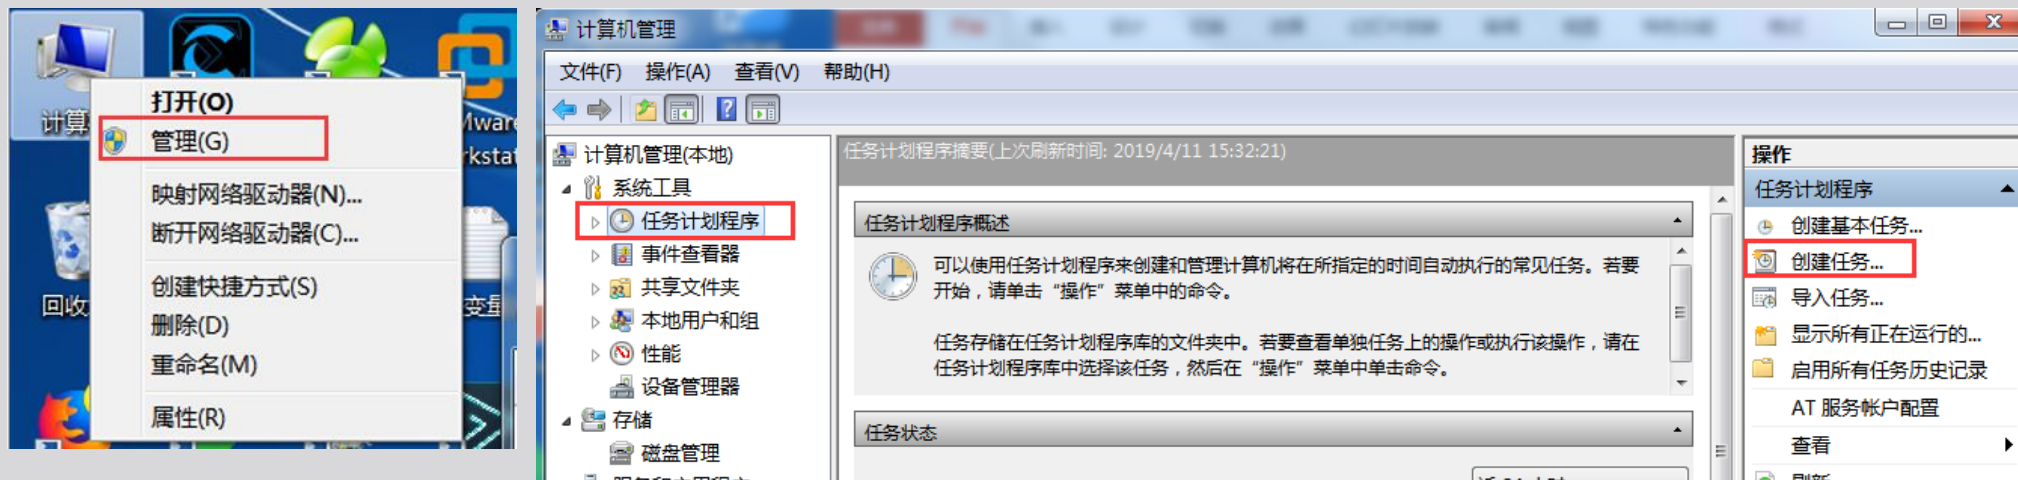 计算
打开(O)
管理(G)
映射网络驱动器(N)...
断开网络驱动器(C)...
创建快捷方式(S)
删除(D)
重命名(M)
属性(R)
回收
变量
计算机管理
文件(F) 操作(A) 查看(V) 帮助(H)
计算机管理(本地)
系统工具
任务计划程序
事件查看器
共享文件夹
本地用户和组
性能
设备管理器
存储
磁盘管理
任务计划程序摘要(上次刷新时间: 2019/4/11 15:32:21)
任务计划程序概述
可以使用任务计划程序来创建和管理计算机将在所指定的时间自动执行的常见任务。若要
开始，请单击“操作”菜单中的命令。
任务存储在任务计划程序库的文件夹中。若要查看单独任务上的操作或执行该操作，请在
任务计划程序库中选择该任务，然后在“操作”菜单中单击命令。
任务状态
操作
任务计划程序
创建基本任务...
创建任务...
导入任务...
显示所有正在运行的...
启用所有任务历史记录
AT 服务帐户配置
查看
刷新